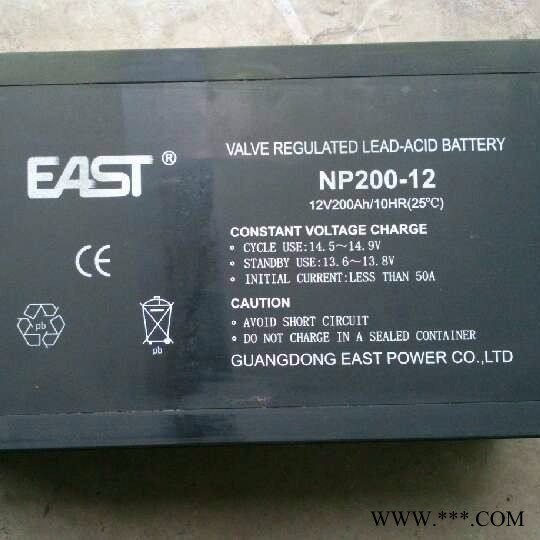 EAST®
VALVE REGULATED LEAD-ACID BATTERY
NP200-12
12V200Ah/10HR(25℃)
CONSTANT VOLTAGE CHARGE
CYCLE USE:14.5～14.9V
STANDBY USE:13.6～13.8V
INITIAL CURRENT:LESS THAN 50A
CAUTION
AVOID SHORT CIRCUIT
DO NOT CHARGE IN A SEALED CONTAINER
GUANGDONG EAST POWER CO.,LTD
CE
pb
pb
WWW.***.COM